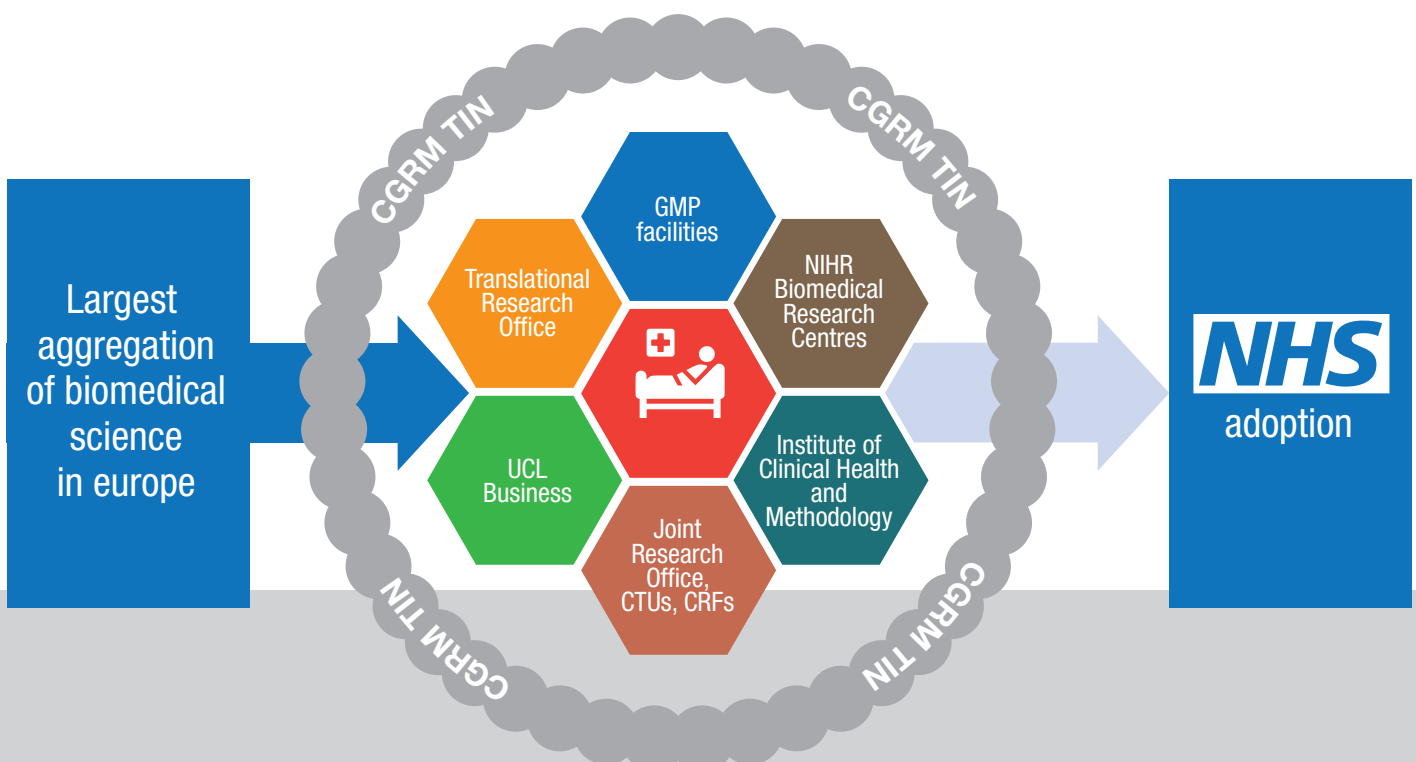 CGRM TIN
CGRM TIN
Largest
aggregation
of biomedical
science
in europe
GMP
facilities
Translational
Research
Office
NIHR
Biomedical
Research
Centres
UCL
Business
Institute of
Clinical Health
and
Methodology
Joint
Research
Office,
CTUs, CRFs
NHS
adoption
CGRM TIN
CGRM TIN